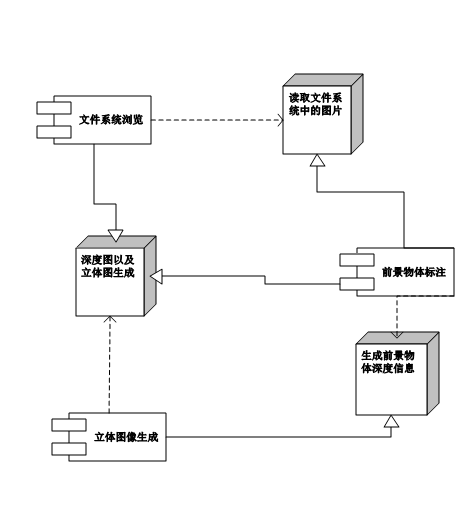 读取文件系
统中的图片
文件系统浏览
深度图以及
立体图生成
前景物体标注
生成前景物
体深度信息
立体图像生成